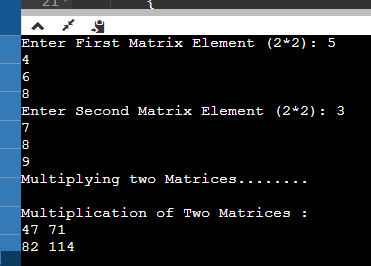 21
{
Enter First Matrix Element (2*2): 5
4
6
8
Enter Second Matrix Element (2*2): 3
7
8
9
Multiplying two Matrices........
Multiplication of Two Matrices :
47 71
82 114